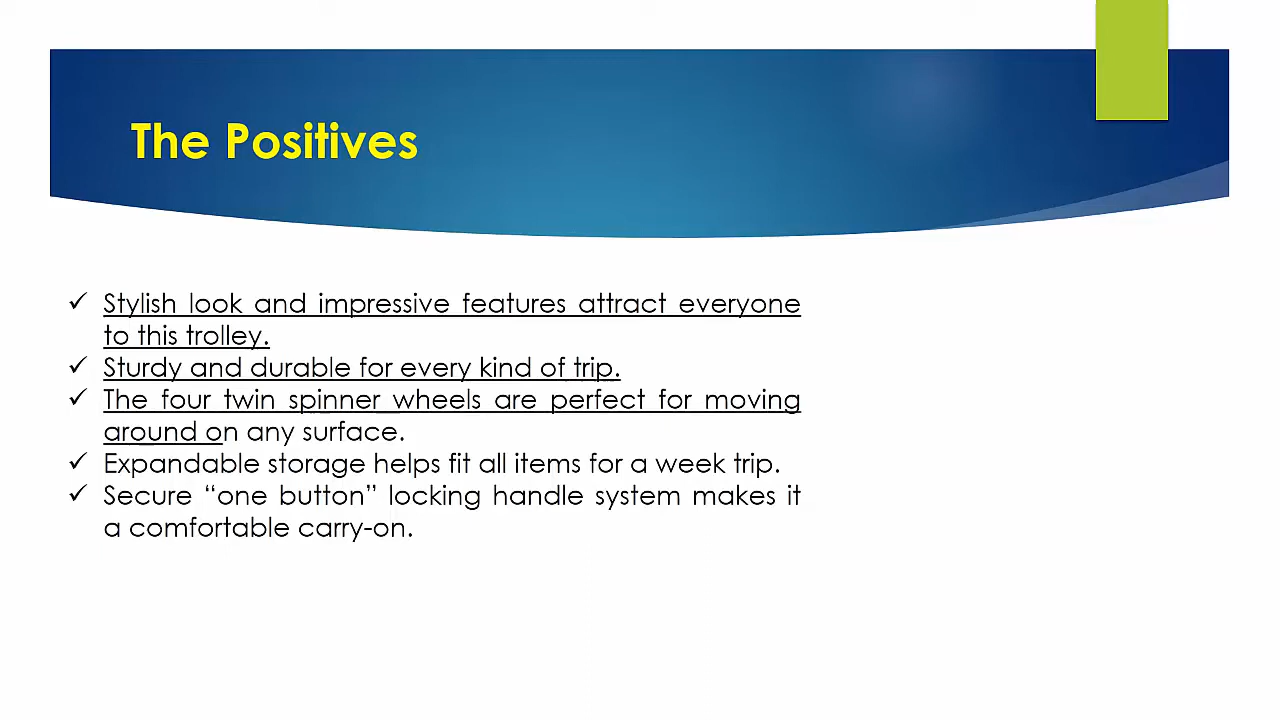 The Positives
✓ Stylish look and impressive features attract everyone
to this trolley.
✓ Sturdy and durable for every kind of trip.
✓ The four twin spinner wheels are perfect for moving
around on any surface.
✓ Expandable storage helps fit all items for a week trip.
✓ Secure “one button” locking handle system makes it
a comfortable carry-on.